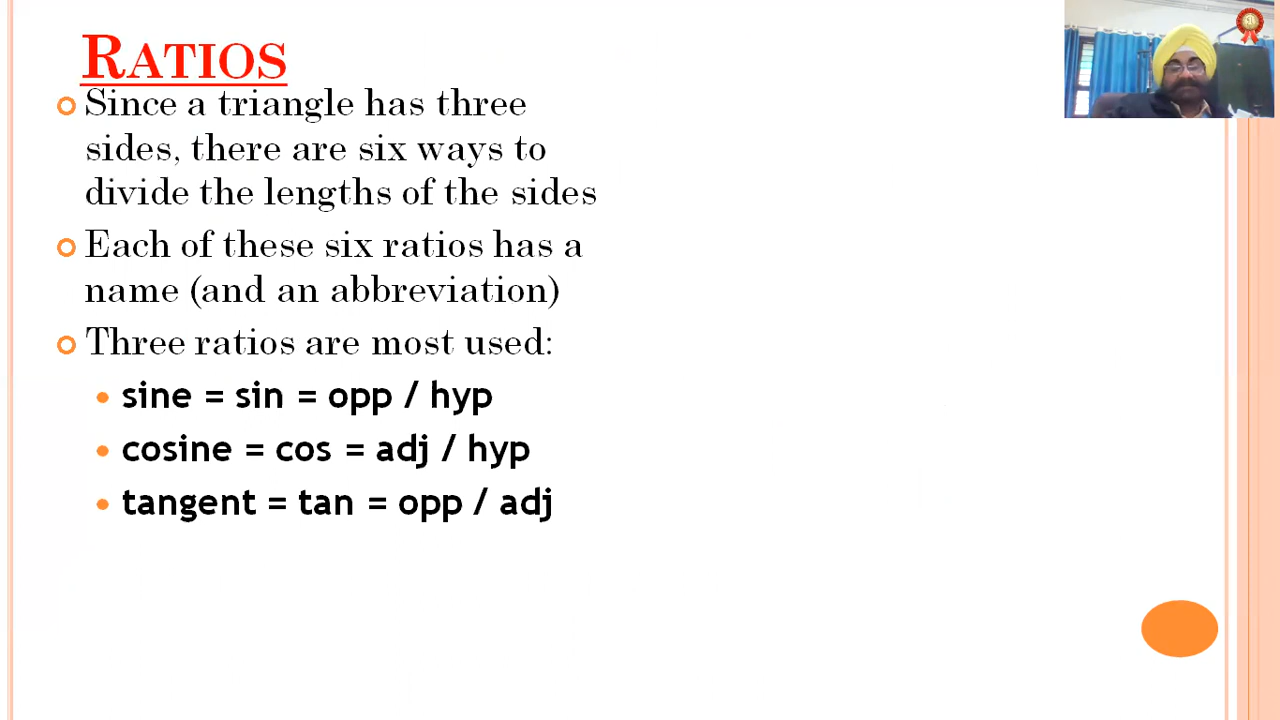 RATIOS
Since a triangle has three
sides, there are six ways to
divide the lengths of the sides
Each of these six ratios has a
name (and an abbreviation)
Three ratios are most used:
sine = sin = opp / hyp
cosine = cos = adj / hyp
tangent = tan = opp / adj